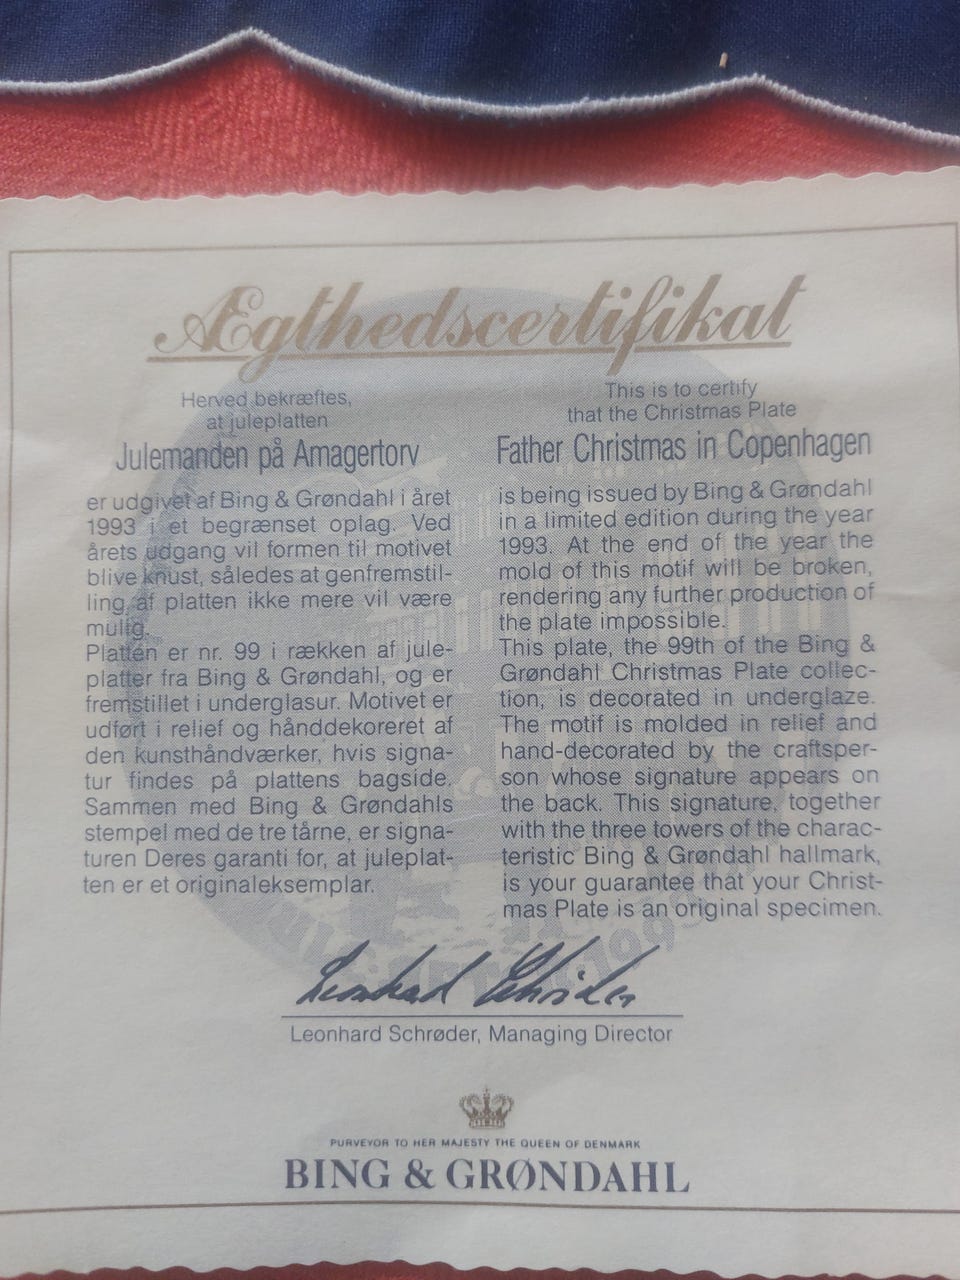 Ægthedscertifikat
Herved bekræftes,
at juleplatten
Julemanden på Amagertorv
er udgivet af Bing & Grøndahl i året
1993 i et begrænset oplag. Ved
årets udgang vil formen til motivet
blive knust, således at genfremstil-
ling af platten ikke mere vil være
mulig.
Platten er nr. 99 i rækken af jule-
platter fra Bing & Grøndahl, og er
fremstillet i underglasur. Motivet er
udført i relief og hånddekoreret af
den kunsthåndværker, hvis signa-
tur findes på plattens bagside.
Sammen med Bing & Grøndahls
stempel med de tre tårne, er signa-
turen Deres garanti for, at juleplat-
ten er et originaleksemplar.
This is to certify
that the Christmas Plate
Father Christmas in Copenhagen
is being issued by Bing & Grøndahl
in a limited edition during the year
1993. At the end of the year the
mold of this motif will be broken,
rendering any further production of
the plate impossible.
This plate, the 99th of the Bing &
Grøndahl Christmas Plate collec-
tion, is decorated in underglaze.
The motif is molded in relief and
hand-decorated by the craftsper-
son whose signature appears on
the back. This signature, together
with the three towers of the charac-
teristic Bing & Grøndahl hallmark,
is your guarantee that your Christ-
mas Plate is an original specimen.
Leonhard Schrøder
Leonhard Schrøder, Managing Director
PURVEYOR TO HER MAJESTY THE QUEEN OF DENMARK
BING & GRØNDAHL